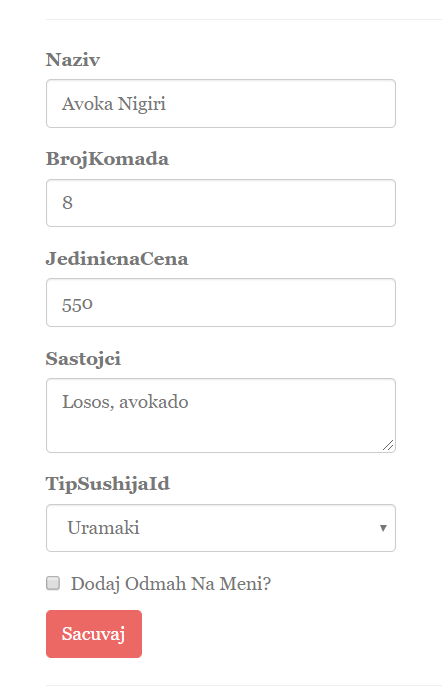 Naziv
Avoka Nigiri
BrojKomada
8
JedinicnaCena
550
Sastojci
Losos, avokado
TipSushijaId
Uramaki
Dodaj Odmah Na Meni?
Sacuvaj